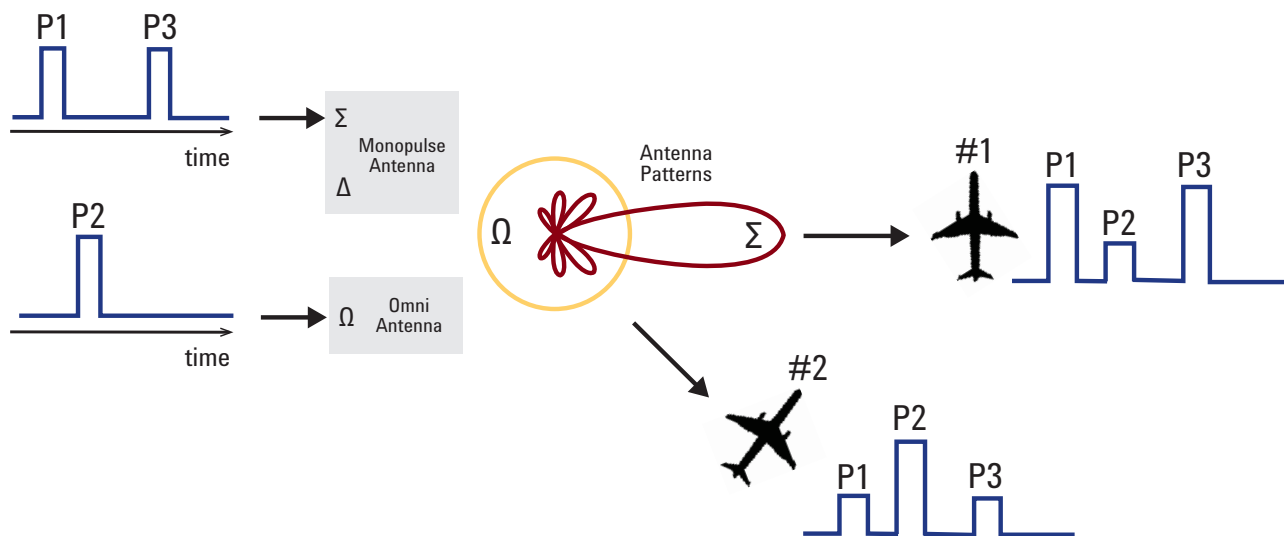 P1 P3
time
Σ
Monopulse
Antenna
Δ
P2
time
Ω
Omni
Antenna
Antenna
Patterns
Ω
Σ
#1
P1
P2
P3
#2
P1
P2
P3